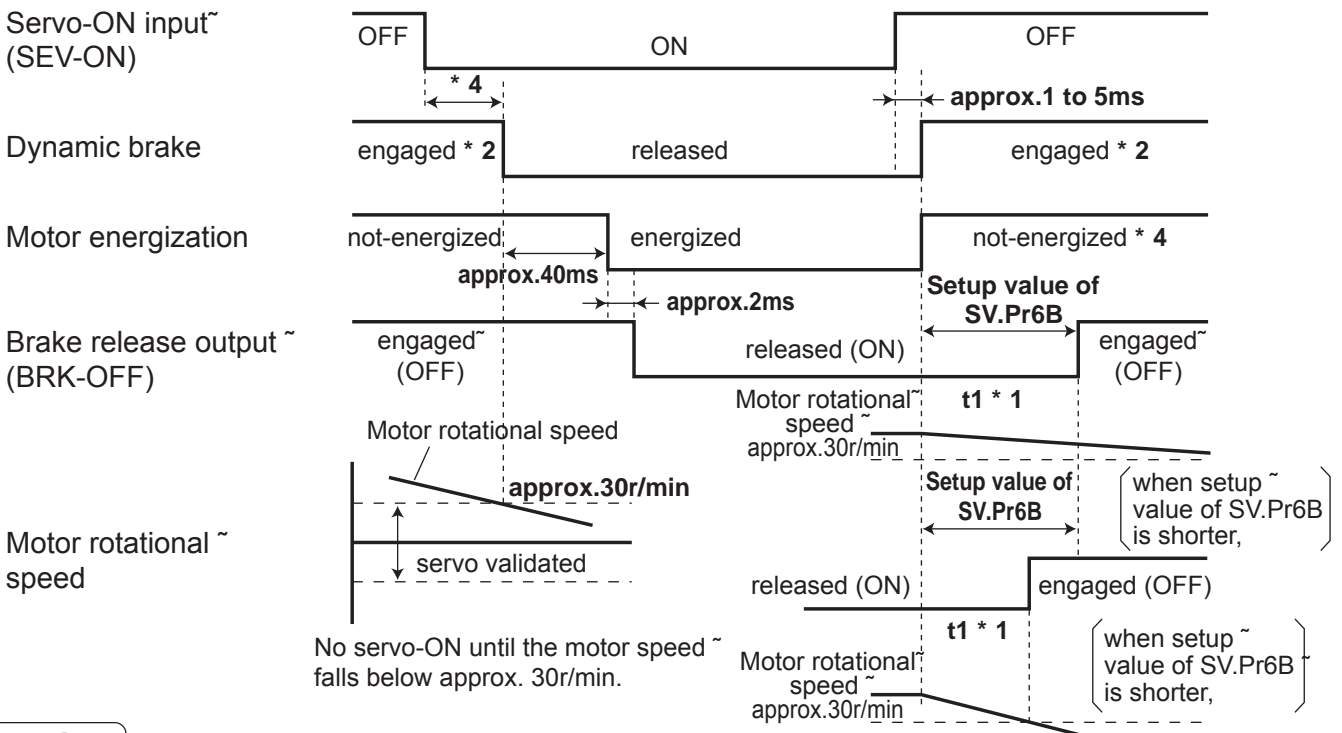 Servo-ON input˜
(SEV-ON)
OFF
ON
OFF
* 4
approx.1 to 5ms
Dynamic brake
engaged * 2
released
engaged * 2
Motor energization
not-energized
energized
not-energized * 4
approx.40ms
approx.2ms
Setup value of
SV.Pr6B
Brake release output ˜
(BRK-OFF)
engaged˜
(OFF)
released (ON)
engaged˜
(OFF)
t1 * 1
Motor rotational˜
speed ˜
approx.30r/min
Motor rotational speed
approx.30r/min
Motor rotational ˜
speed
servo validated
No servo-ON until the motor speed ˜
falls below approx. 30r/min.
Setup value of
SV.Pr6B
when setup ˜
value of SV.Pr6B
is shorter,
released (ON)
engaged (OFF)
t1 * 1
Motor rotational˜
speed ˜
approx.30r/min
when setup ˜
value of SV.Pr6B ˜
is shorter,